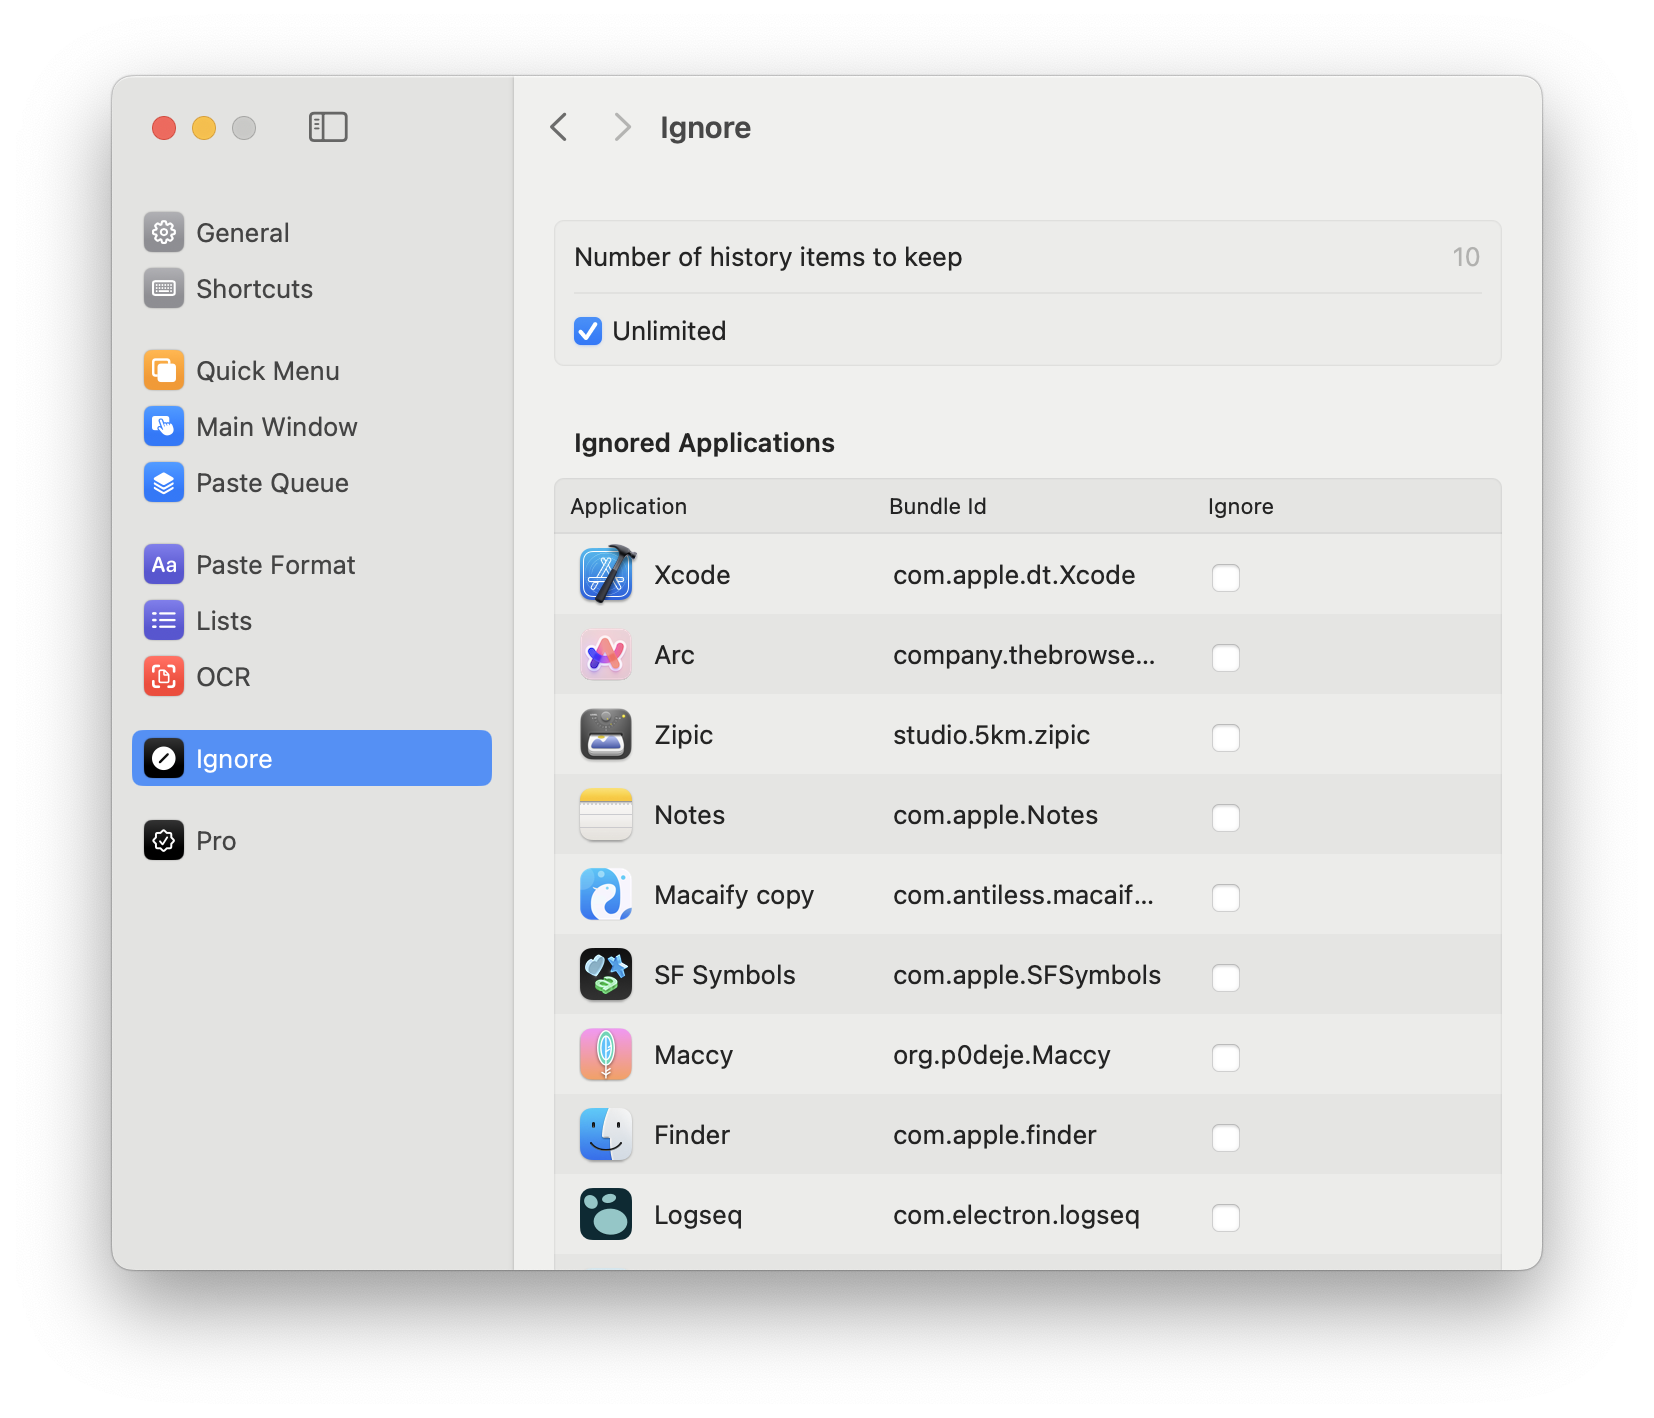 Ignore
General
Shortcuts
Quick Menu
Main Window
Paste Queue
Aa Paste Format
Lists
OCR
Ignore
Pro
Number of history items to keep 10
Unlimited
Ignored Applications
Application Bundle Id Ignore
Xcode com.apple.dt.Xcode
Arc company.thebrowse...
Zipic studio.5km.zipic
Notes com.apple.Notes
Macaify copy com.antiless.macaif...
SF Symbols com.apple.SFSymbols
Maccy org.p0deje.Maccy
Finder com.apple.finder
Logseq com.electron.logseq